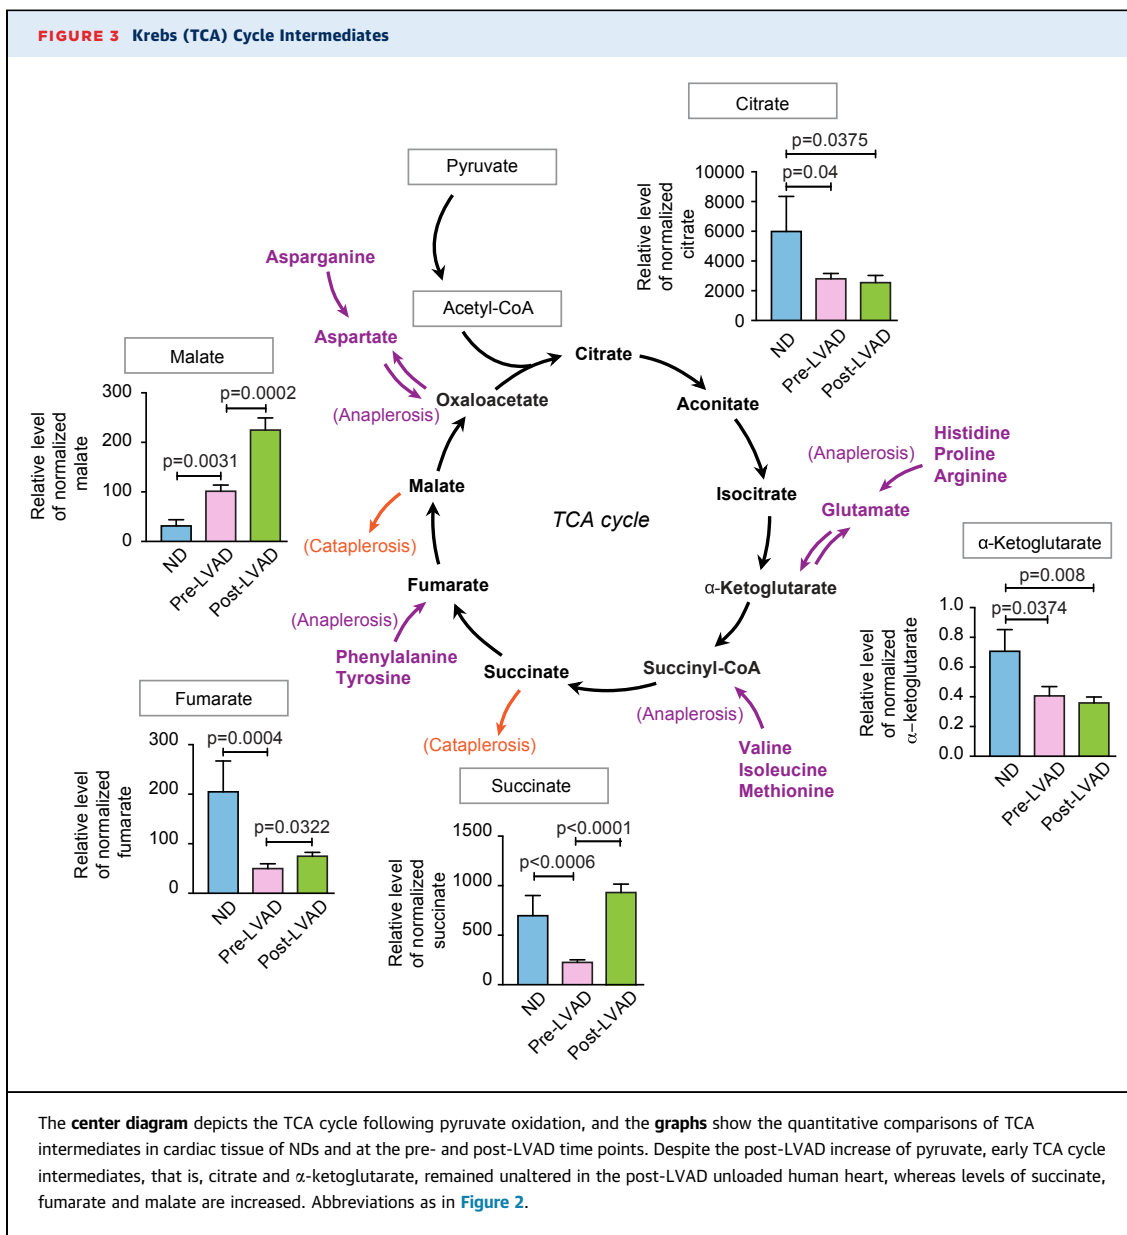 FIGURE 3 Krebs (TCA) Cycle Intermediates
Citrate
p=0.0375
p=0.04
Relative level
of normalized
citrate
10000
8000
6000
4000
2000
0
ND
Pre-LVAD
Post-LVAD
Pyruvate
Acetyl-CoA
Asparganine
Aspartate
(Anaplerosis)
Oxaloacetate
Citrate
Aconitate
Isocitrate
TCA cycle
α-Ketoglutarate
Succinyl-CoA
Succinate
Fumarate
Malate
(Cataplerosis)
(Anaplerosis)
Phenylalanine
Tyrosine
(Cataplerosis)
(Anaplerosis)
Valine
Isoleucine
Methionine
(Anaplerosis)
Histidine
Proline
Arginine
Glutamate
Malate
p=0.0002
p=0.0031
Relative level
of normalized
malate
300
200
100
0
ND
Pre-LVAD
Post-LVAD
α-Ketoglutarate
p=0.008
p=0.0374
Relative level
of normalized
α–ketoglutarate
1.0
0.8
0.6
0.4
0.2
0.0
ND
Pre-LVAD
Post-LVAD
Fumarate
p=0.0004
p=0.0322
Relative level
of normalized
fumarate
300
200
100
0
ND
Pre-LVAD
Post-LVAD
Succinate
p<0.0001
p<0.0006
Relative level
of normalized
succinate
1500
1000
500
0
ND
Pre-LVAD
Post-LVAD
The center diagram depicts the TCA cycle following pyruvate oxidation, and the graphs show the quantitative comparisons of TCA
intermediates in cardiac tissue of NDs and at the pre- and post-LVAD time points. Despite the post-LVAD increase of pyruvate, early TCA cycle
intermediates, that is, citrate and α-ketoglutarate, remained unaltered in the post-LVAD unloaded human heart, whereas levels of succinate,
fumarate and malate are increased. Abbreviations as in Figure 2.